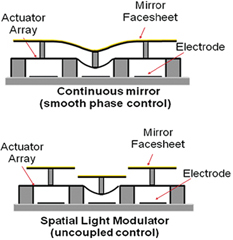 Actuator
Array
Mirror
Facesheet
Electrode
Continuous mirror
(smooth phase control)
Actuator
Array
Mirror
Facesheet
Electrode
Spatial Light Modulator
(uncoupled control)